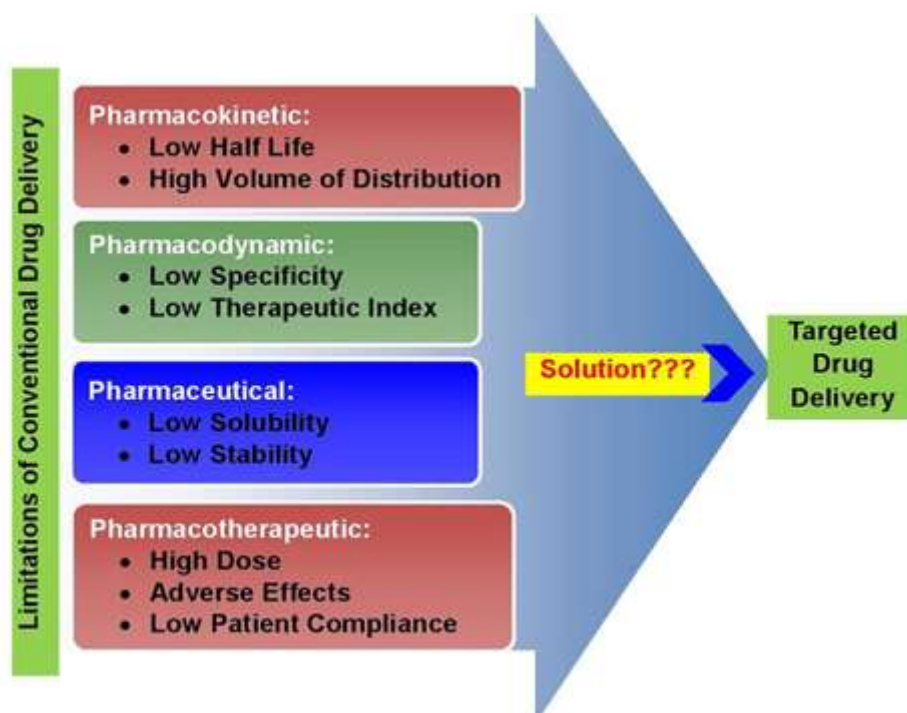 Limitations of Conventional Drug Delivery
Pharmacokinetic:
• Low Half Life
• High Volume of Distribution
Pharmacodynamic:
• Low Specificity
• Low Therapeutic Index
Pharmaceutical:
• Low Solubility
• Low Stability
Pharmacotherapeutic:
• High Dose
• Adverse Effects
• Low Patient Compliance
Solution???
Targeted
Drug
Delivery